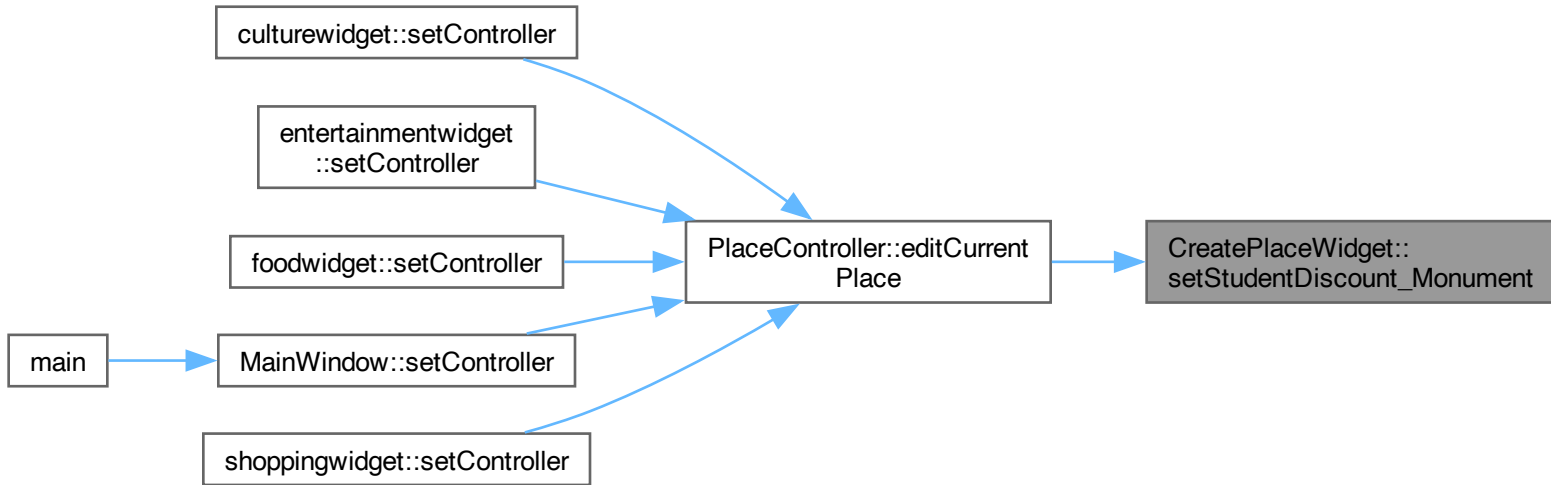 culturewidget::setController
entertainmentwidget
::setController
foodwidget::setController
main
MainWindow::setController
shoppingwidget::setController
PlaceController::editCurrent
Place
CreatePlaceWidget::
setStudentDiscount_Monument